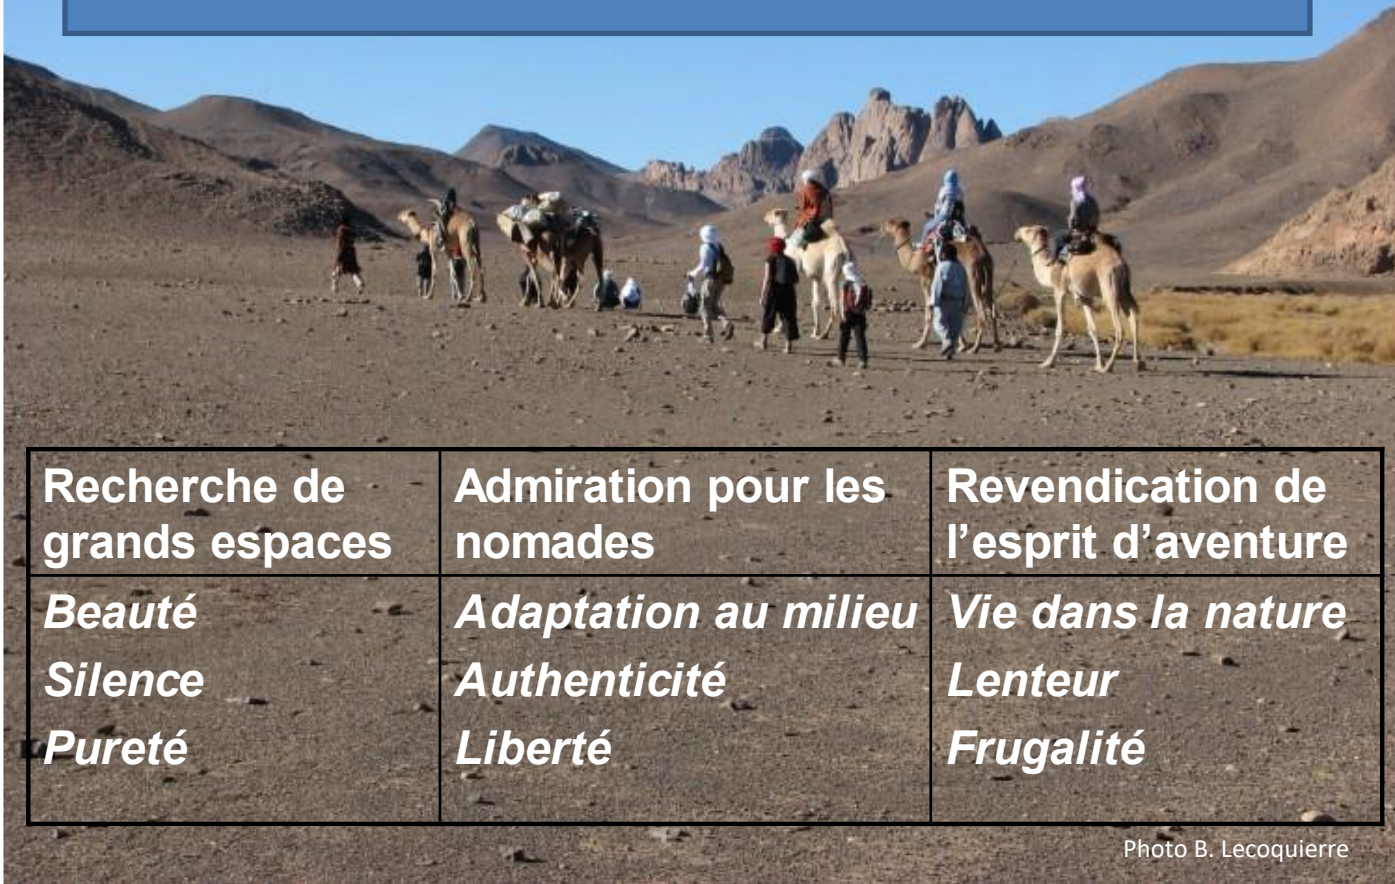 Recherche de
grands espaces
Admiration pour les
nomades
Revendication de
l’esprit d’aventure
Beauté
Silence
Pureté
Adaptation au milieu
Authenticité
Liberté
Vie dans la nature
Lenteur
Frugalité
Photo B. Lecoquierre